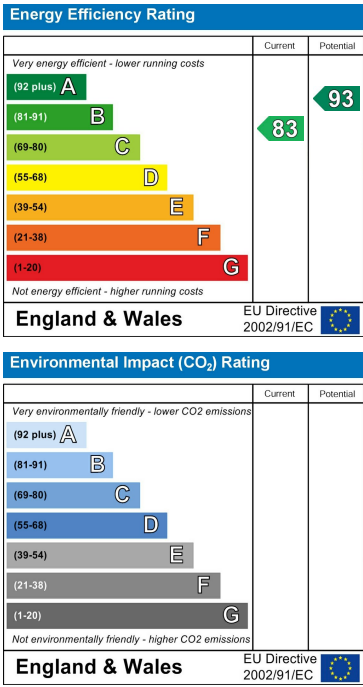 Energy Efficiency Rating
Current Potential
Very energy efficient - lower running costs
(92 plus) A
(81-91) B
(69-80) C
(55-68) D
(39-54) E
(21-38) F
(1-20) G
83
93
Not energy efficient - higher running costs
England & Wales
EU Directive
2002/91/EC
Environmental Impact (CO₂) Rating
Current Potential
Very environmentally friendly - lower CO2 emissions
(92 plus) A
(81-91) B
(69-80) C
(55-68) D
(39-54) E
(21-38) F
(1-20) G
Not environmentally friendly - higher CO2 emissions
England & Wales
EU Directive
2002/91/EC